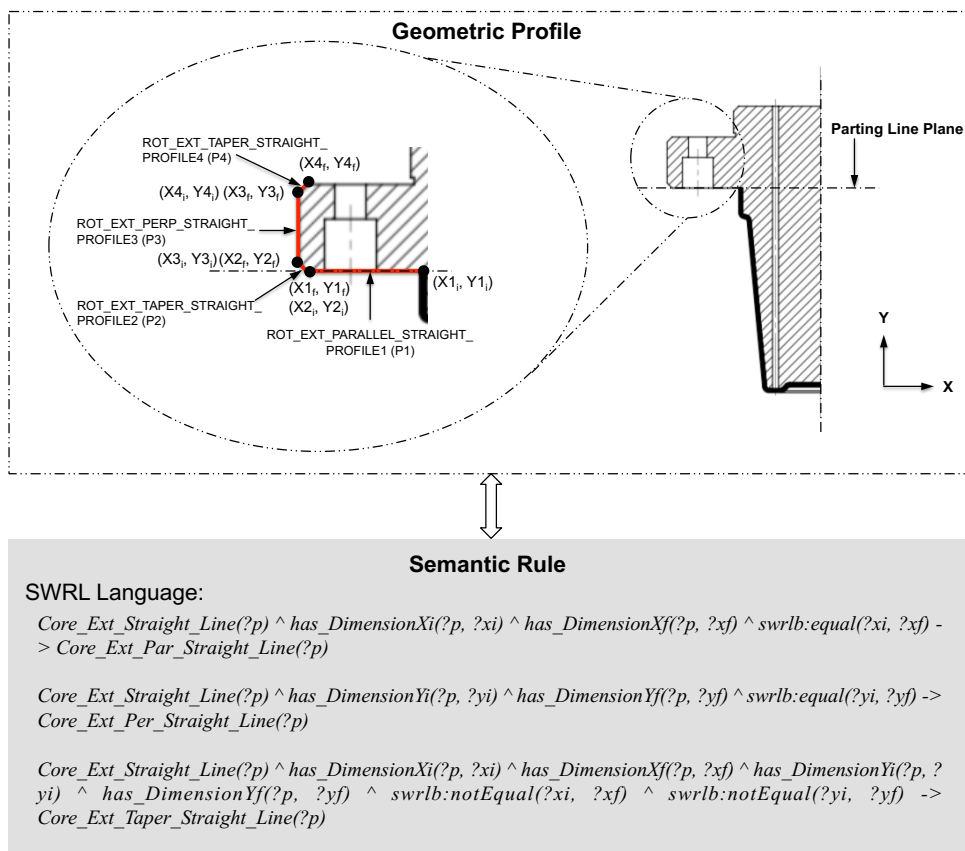 Geometric Profile
ROT_EXT_TAPER_STRAIGHT_
PROFILE4 (P4)
(X4f, Y4f)
(X4i, Y4i) (X3f, Y3f)
ROT_EXT_PERP_STRAIGHT_
PROFILE3 (P3)
(X3i, Y3i)(X2f, Y2f)
ROT_EXT_TAPER_STRAIGHT_
PROFILE2 (P2)
(X1f, Y1f)
(X2i, Y2i)
(X1i, Y1i)
ROT_EXT_PARALLEL_STRAIGHT_
PROFILE1 (P1)
Parting Line Plane
Y
X
Semantic Rule
SWRL Language:
Core_Ext_Straight_Line(?p) ^ has_DimensionXi(?p, ?xi) ^ has_DimensionXf(?p, ?xf) ^ swrlb:equal(?xi, ?xf) -
> Core_Ext_Par_Straight_Line(?p)
Core_Ext_Straight_Line(?p) ^ has_DimensionYi(?p, ?yi) ^ has_DimensionYf(?p, ?yf) ^ swrlb:equal(?yi, ?yf) ->
Core_Ext_Per_Straight_Line(?p)
Core_Ext_Straight_Line(?p) ^ has_DimensionXi(?p, ?xi) ^ has_DimensionXf(?p, ?xf) ^ has_DimensionYi(?p, ?
yi) ^ has_DimensionYf(?p, ?yf) ^ swrlb:notEqual(?xi, ?xf) ^ swrlb:notEqual(?yi, ?yf) ->
Core_Ext_Taper_Straight_Line(?p)